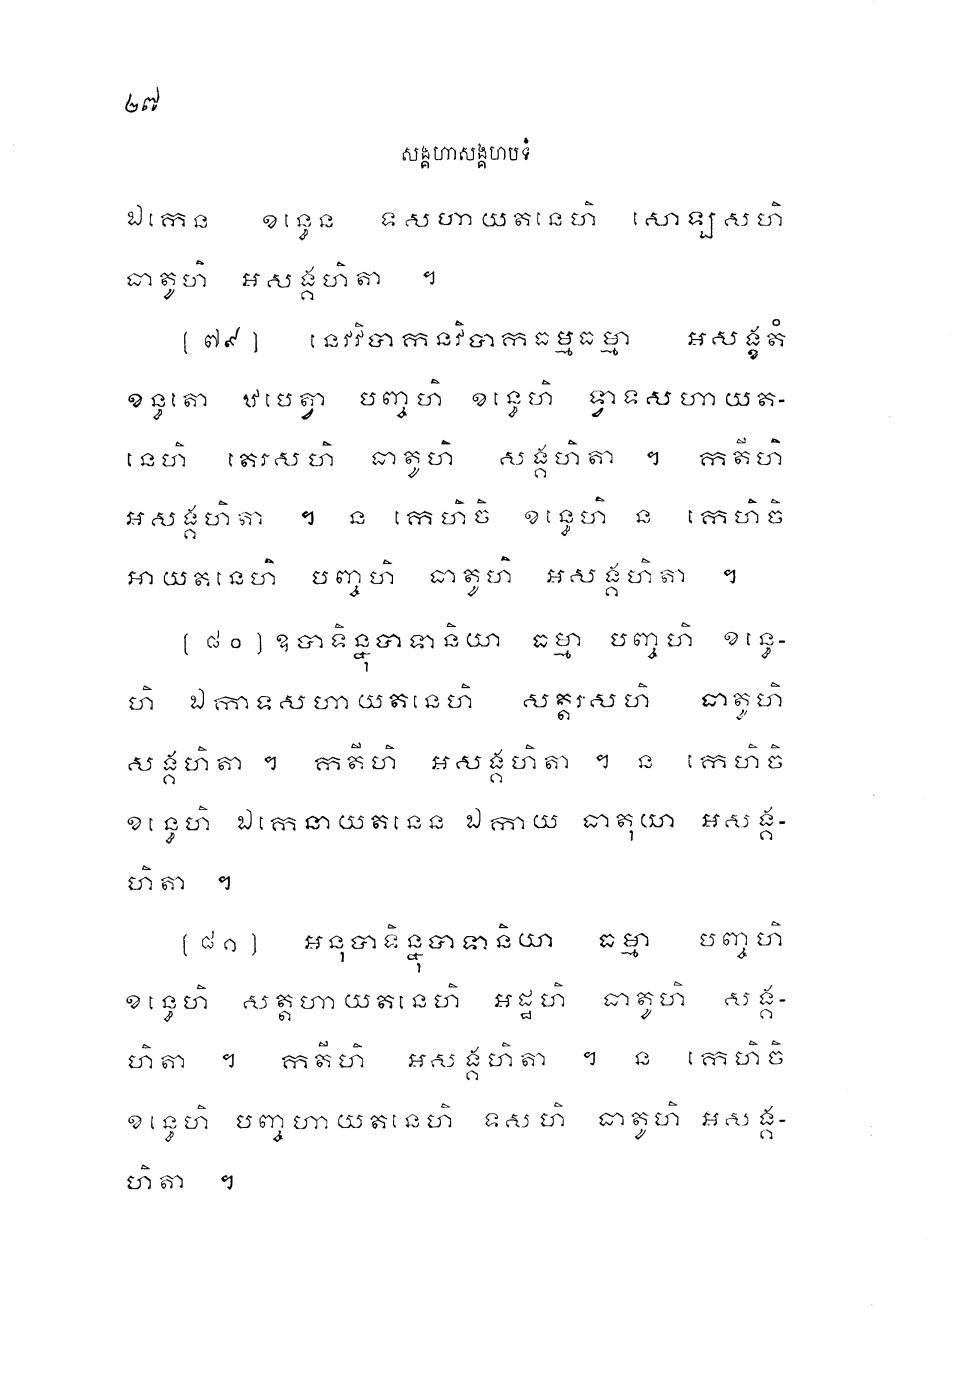 ២៧
សង្គហាសង្គហបទំ
ឯកេន ខន្ធេន ទសហាយតនេហិ សោឡសហិ
ធាតូហិ អសង្គហិតា ។
(៧៩) នេវវិបាកនវិបាកធម្មធម្មា អសង្ខតំ
ខន្ធតោ ឋបេត្វា បញ្ចហិ ខន្ធេហិ ទ្វាទសហាយត-
នេហិ តេរសហិ ធាតូហិ សង្គហិតា ។ កតីហិ
អសង្គហិតា ។ ន កេហិចិ ខន្ធេហិ ន កេហិចិ
អាយតនេហិ បញ្ចហិ ធាតូហិ អសង្គហិតា ។
(៨០) ឧបាទិន្នុបាទានិយា ធម្មា បញ្ចហិ ខន្ធេ-
ហិ ឯកាទសហាយតនេហិ សត្តរសហិ ធាតូហិ
សង្គហិតា ។ កតីហិ អសង្គហិតា ។ ន កេហិចិ
ខន្ធេហិ ឯកេនាយតនេន ឯកាយ ធាតុយា អសង្គ-
ហិតា ។
(៨១) អនុបាទិន្នុបាទានិយា ធម្មា បញ្ចហិ
ខន្ធេហិ សត្តហាយតនេហិ អដ្ឋហិ ធាតូហិ សង្គ-
ហិតា ។ កតីហិ អសង្គហិតា ។ ន កេហិចិ
ខន្ធេហិ បញ្ចហាយតនេហិ ទសហិ ធាតូហិ អសង្គ-
ហិតា ។